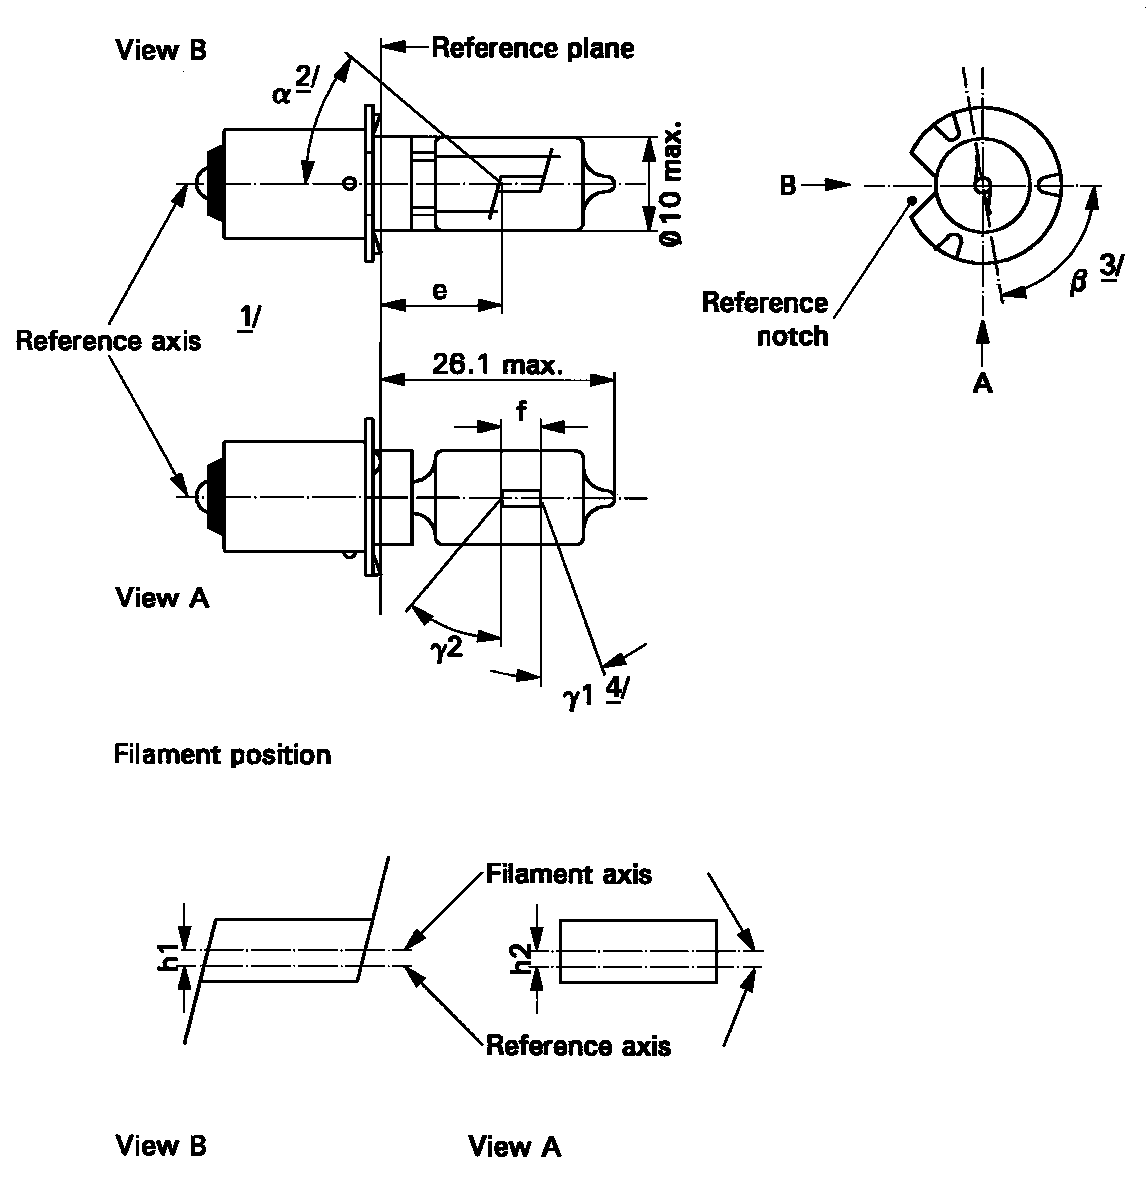 View B
Reference plane
α 2/
Ø 10 max.
B
e
β 3/
1/
Reference
notch
Reference axis
26.1 max.
A
f
View A
γ2
γ1 4/
Filament position
Filament axis
h1
h2
Reference axis
View B
View A